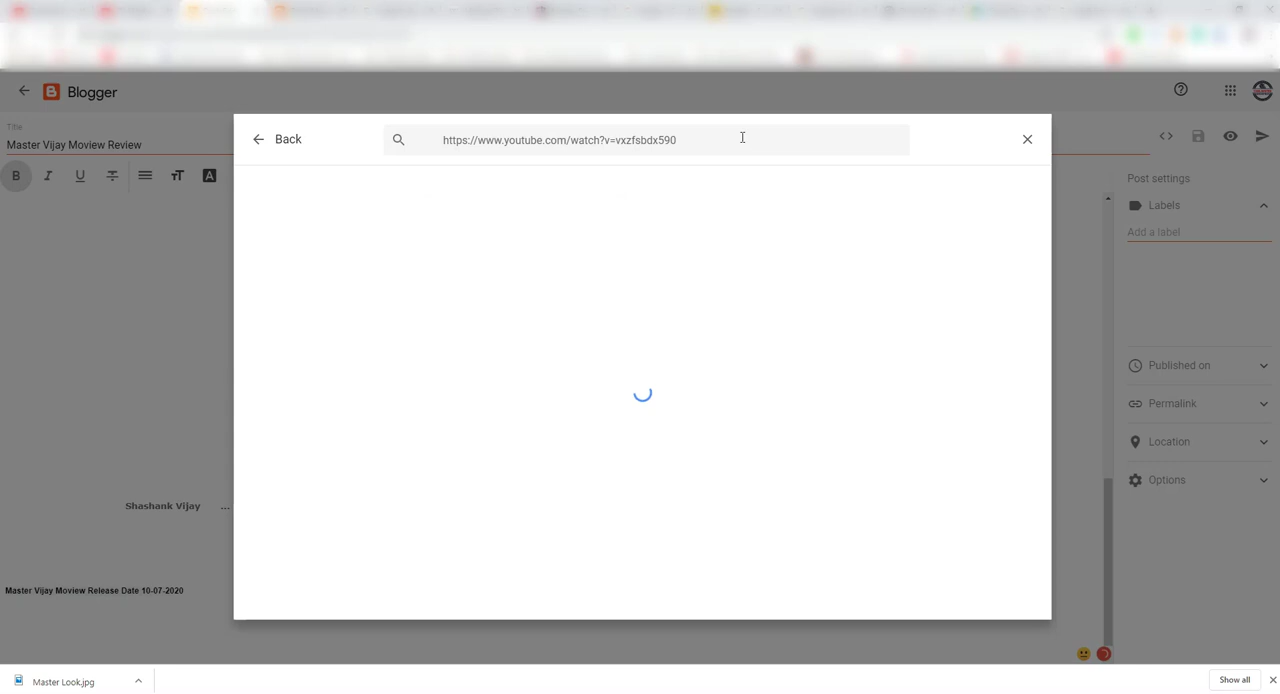 Blogger
Title
Master Vijay Moview Review
Back
https://www.youtube.com/watch?v=vxzfsbdx590
B I U A
Post settings
Labels
Add a label
Published on
Permalink
Location
Options
Shashank Vijay ...
Master Vijay Moview Release Date 10-07-2020
Master Look.jpg
Show all